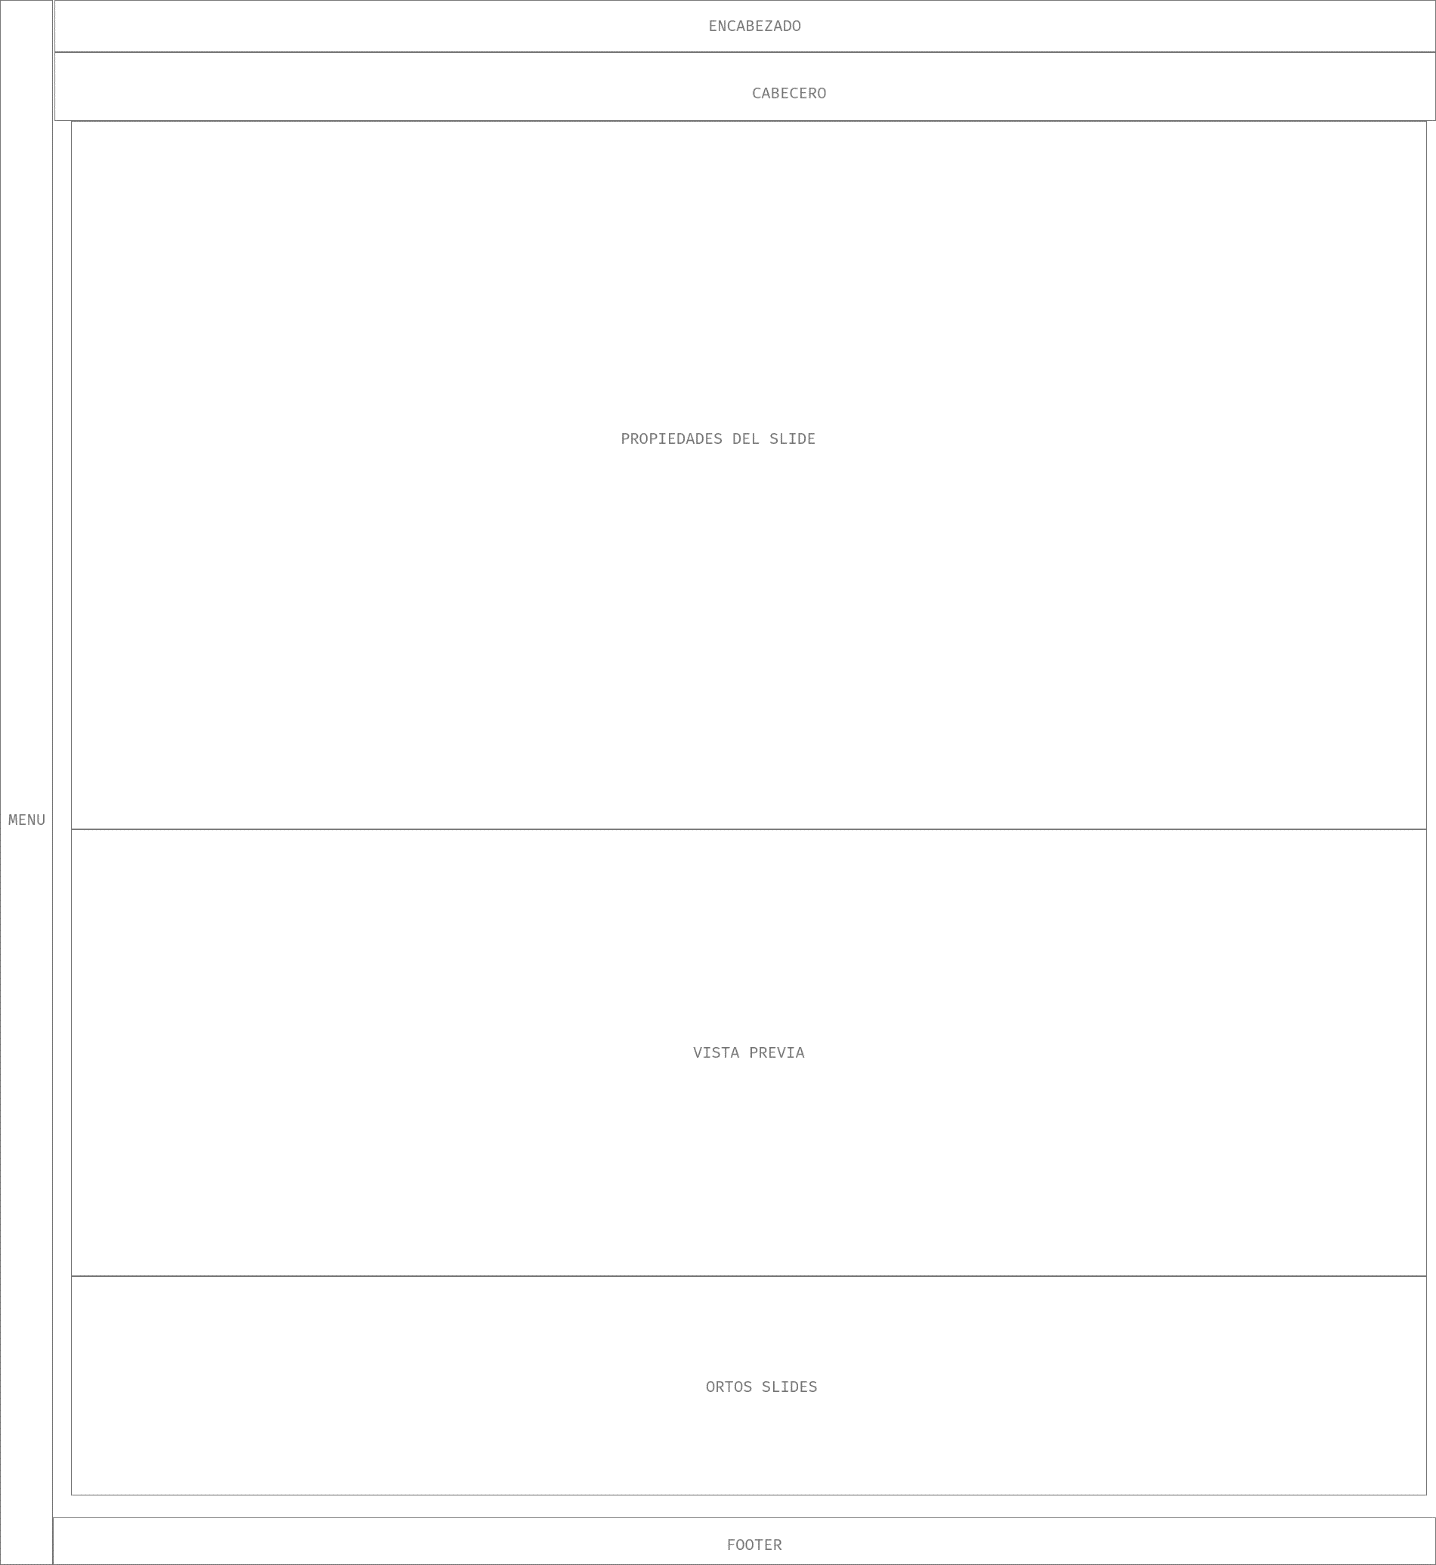 ENCABEZADO
CABECERO
PROPIEDADES DEL SLIDE
MENU
VISTA PREVIA
ORTOS SLIDES
FOOTER